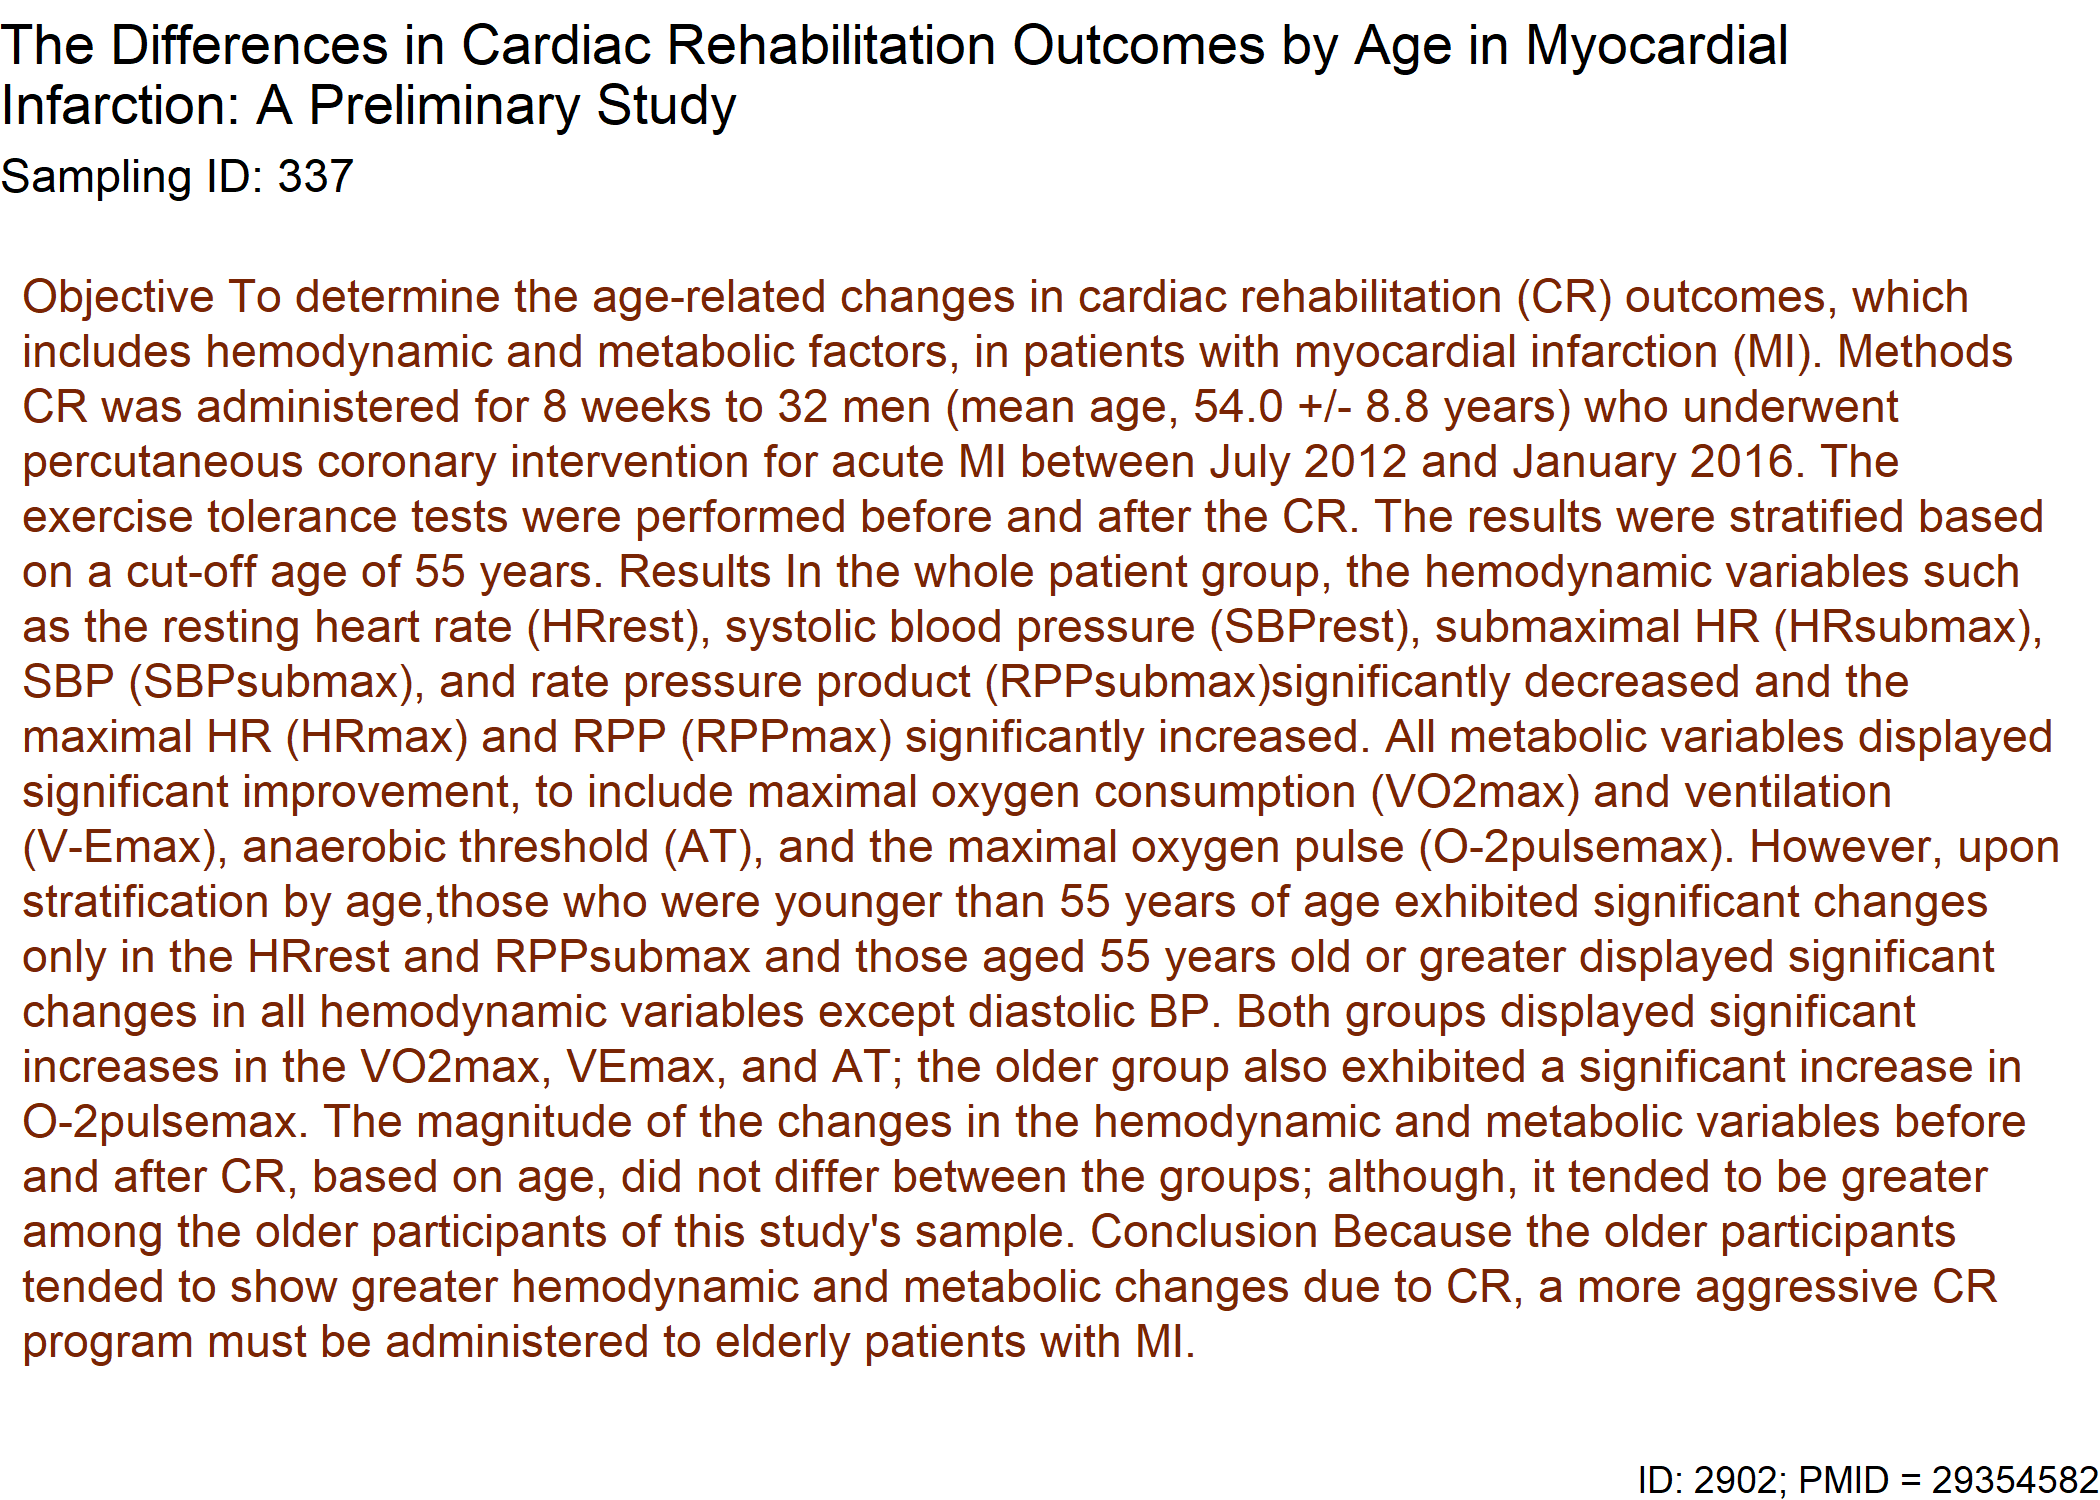 The Differences in Cardiac Rehabilitation Outcomes by Age in Myocardial
Infarction: A Preliminary Study
Sampling ID: 337
Objective To determine the age-related changes in cardiac rehabilitation (CR) outcomes, which
includes hemodynamic and metabolic factors, in patients with myocardial infarction (MI). Methods
CR was administered for 8 weeks to 32 men (mean age, 54.0 +/- 8.8 years) who underwent
percutaneous coronary intervention for acute MI between July 2012 and January 2016. The
exercise tolerance tests were performed before and after the CR. The results were stratified based
on a cut-off age of 55 years. Results In the whole patient group, the hemodynamic variables such
as the resting heart rate (HRrest), systolic blood pressure (SBPrest), submaximal HR (HRsubmax),
SBP (SBPsubmax), and rate pressure product (RPPsubmax)significantly decreased and the
maximal HR (HRmax) and RPP (RPPmax) significantly increased. All metabolic variables displayed
significant improvement, to include maximal oxygen consumption (VO2max) and ventilation
(V-Emax), anaerobic threshold (AT), and the maximal oxygen pulse (O-2pulsemax). However, upon
stratification by age,those who were younger than 55 years of age exhibited significant changes
only in the HRrest and RPPsubmax and those aged 55 years old or greater displayed significant
changes in all hemodynamic variables except diastolic BP. Both groups displayed significant
increases in the VO2max, VEmax, and AT; the older group also exhibited a significant increase in
O-2pulsemax. The magnitude of the changes in the hemodynamic and metabolic variables before
and after CR, based on age, did not differ between the groups; although, it tended to be greater
among the older participants of this study's sample. Conclusion Because the older participants
tended to show greater hemodynamic and metabolic changes due to CR, a more aggressive CR
program must be administered to elderly patients with MI.
ID: 2902; PMID = 29354582